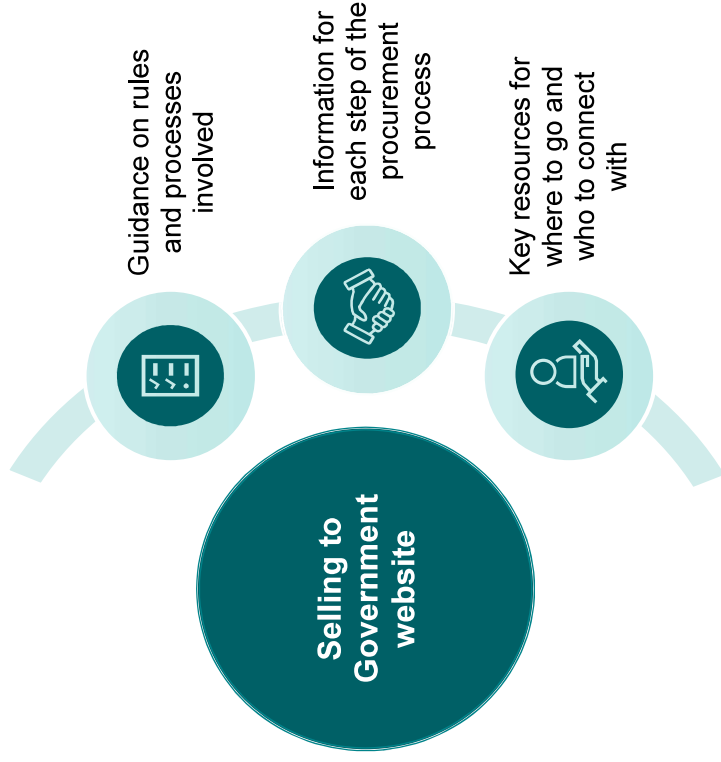 Selling to
Government
website
Guidance on rules
and processes
involved
Information for
each step of the
procurement
process
Key resources for
where to go and
who to connect
with